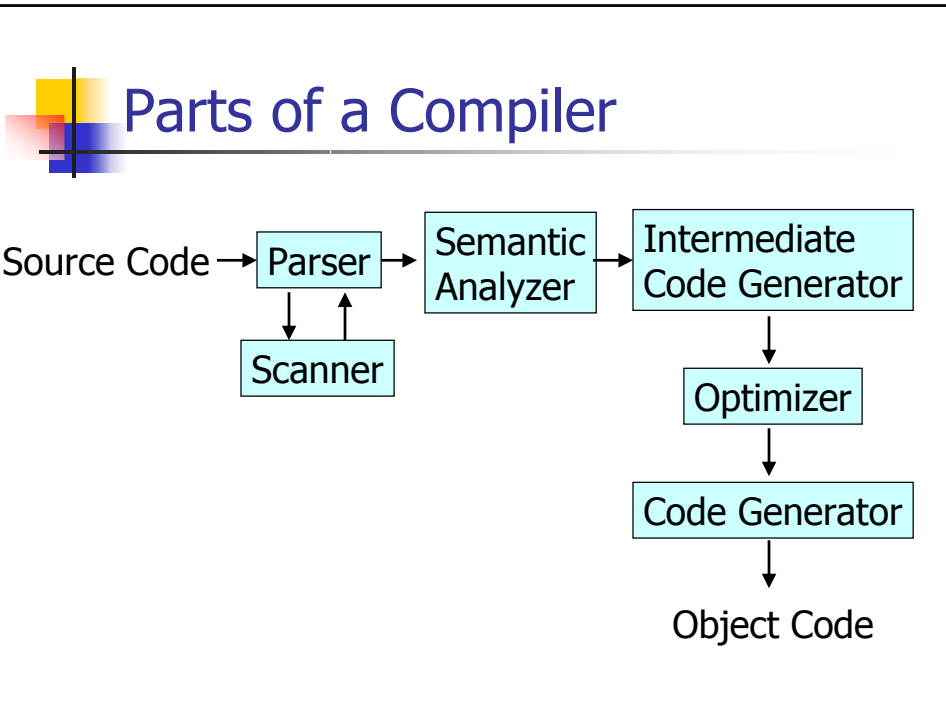 Parts of a Compiler
Source Code
Parser
Semantic
Analyzer
Intermediate
Code Generator
Scanner
Optimizer
Code Generator
Object Code